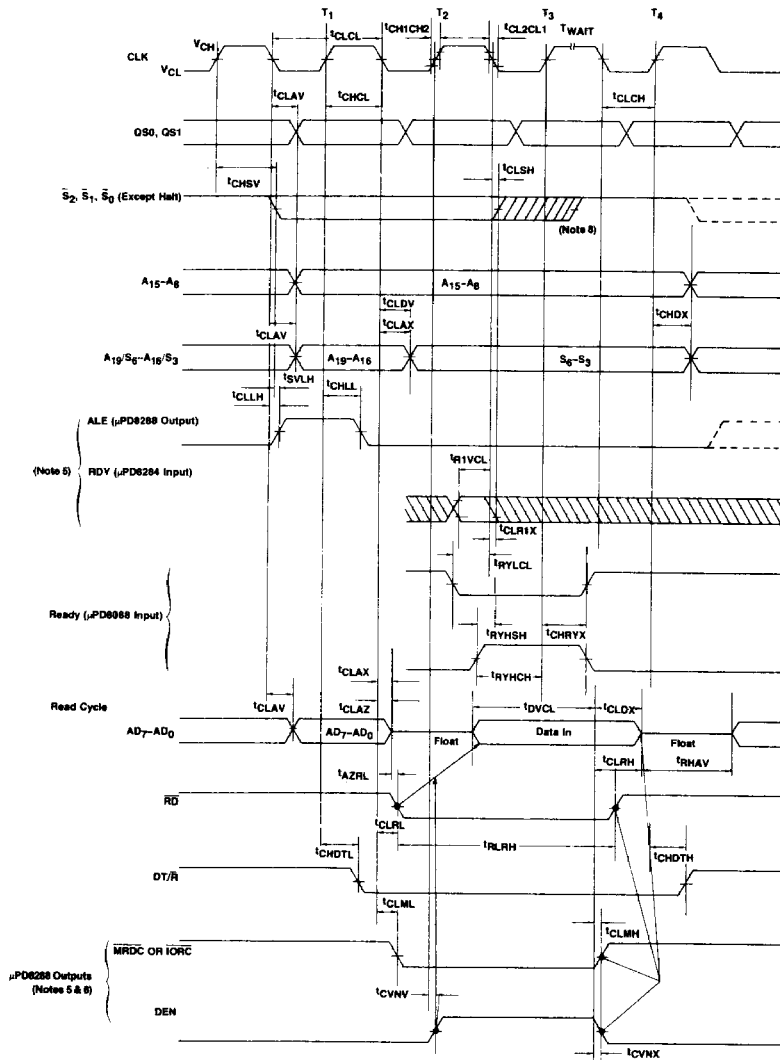 T1 T2 T3 TWAIT T4
tCLCL tCH1CH2 tCL2CL1
CLK VCH
VCL
tCLAV tCHCL tCLCH
QS0, QS1
tCLSH
tCHSV
S̄2, S̄1, S̄0 (Except Halt)
(Note 8)
A15–A8 A15–A8
tCLDV
tCLAV tCLAX tCHDX
A19/S6–A16/S3 A19–A16 S6–S3
tSVLH
tCLLH tCHLL
ALE (µPD8288 Output)
(Note 5) RDY (µPD8284 Input)
tR1VCL
tCLR1X
tRYLCL
Ready (µPD8088 Input)
tRYHSH tCHRYX
tCLAX tRYHCH
Read Cycle tCLAV tCLAZ tDVCL tCLDX
AD7–AD0 AD7–AD0 Float Data In Float
tAZRL tCLRH tRHAV
R̅D̅
tCLRL tRLRH
tCHDTL tCHDTH
DT/R̄
tCLML tCLMH
M̅R̅D̅C̅ OR I̅O̅R̅C̅
µPD8288 Outputs
(Notes 5 & 6)
tCVNV
DEN
tCVNX